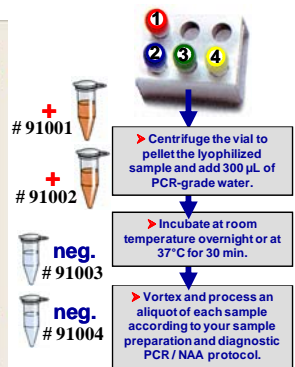 1
2 3 4
+
# 91001
+
# 91002
neg.
# 91003
neg.
# 91004
➤ Centrifuge the vial to
pellet the lyophilized
sample and add 300 µL of
PCR-grade water.
➤ Incubate at room
temperature overnight or at
37°C for 30 min.
➤ Vortex and process an
aliquot of each sample
according to your sample
preparation and diagnostic
PCR / NAA protocol.